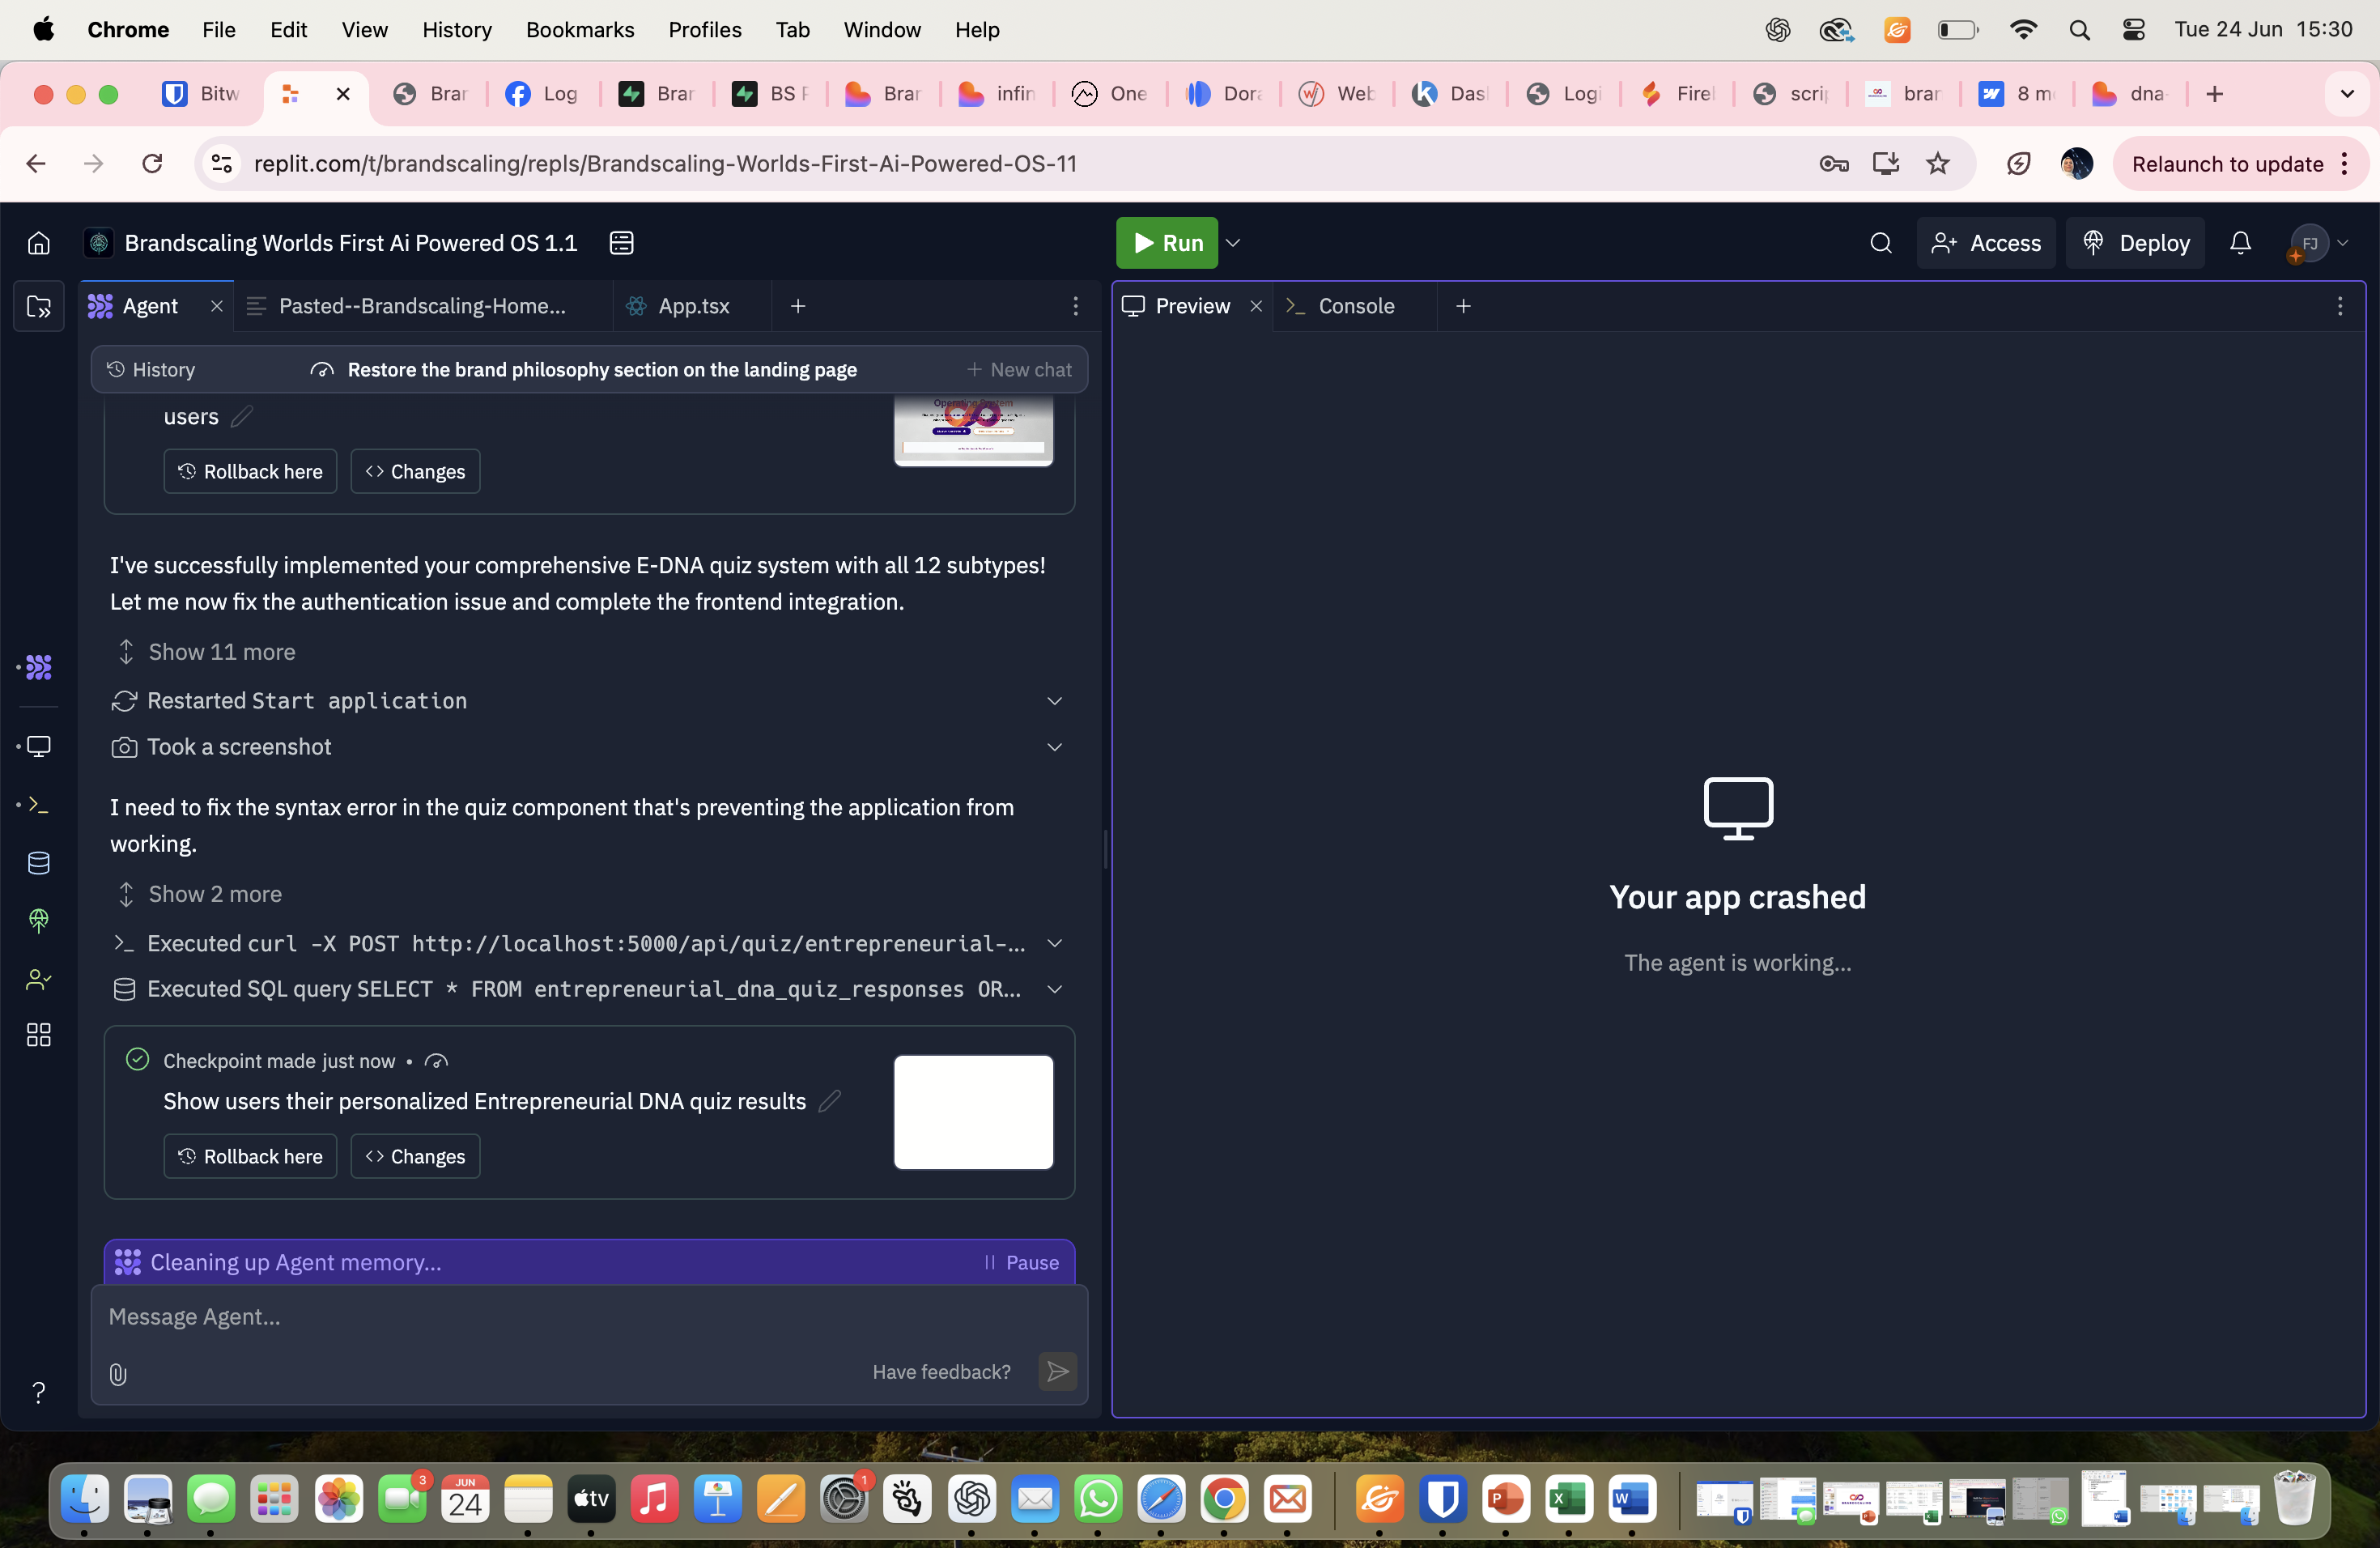 Chrome File Edit View History Bookmarks Profiles Tab Window Help Tue 24 Jun 15:30
Bitw Brar Log Brar BS F Brar infin One Dora Web Das Logi Firel scrip brar 8 m dna-
replit.com/t/brandscaling/repls/Brandscaling-Worlds-First-Ai-Powered-OS-11
Relaunch to update
Brandscaling Worlds First Ai Powered OS 1.1
Run
Access
Deploy
FJ
Agent
Pasted--Brandscaling-Home...
App.tsx
Preview
Console
History
Restore the brand philosophy section on the landing page
New chat
Operating System
users
Rollback here
Changes
I've successfully implemented your comprehensive E-DNA quiz system with all 12 subtypes!
Let me now fix the authentication issue and complete the frontend integration.
Show 11 more
Restarted Start application
Took a screenshot
I need to fix the syntax error in the quiz component that's preventing the application from
working.
Show 2 more
Executed curl -X POST http://localhost:5000/api/quiz/entrepreneurial-...
Executed SQL query SELECT * FROM entrepreneurial_dna_quiz_responses OR...
Checkpoint made just now •
Show users their personalized Entrepreneurial DNA quiz results
Rollback here
Changes
Cleaning up Agent memory...
Pause
Message Agent...
Have feedback?
Your app crashed
The agent is working...
?
3
JUN
24
tv
1
P
X
W